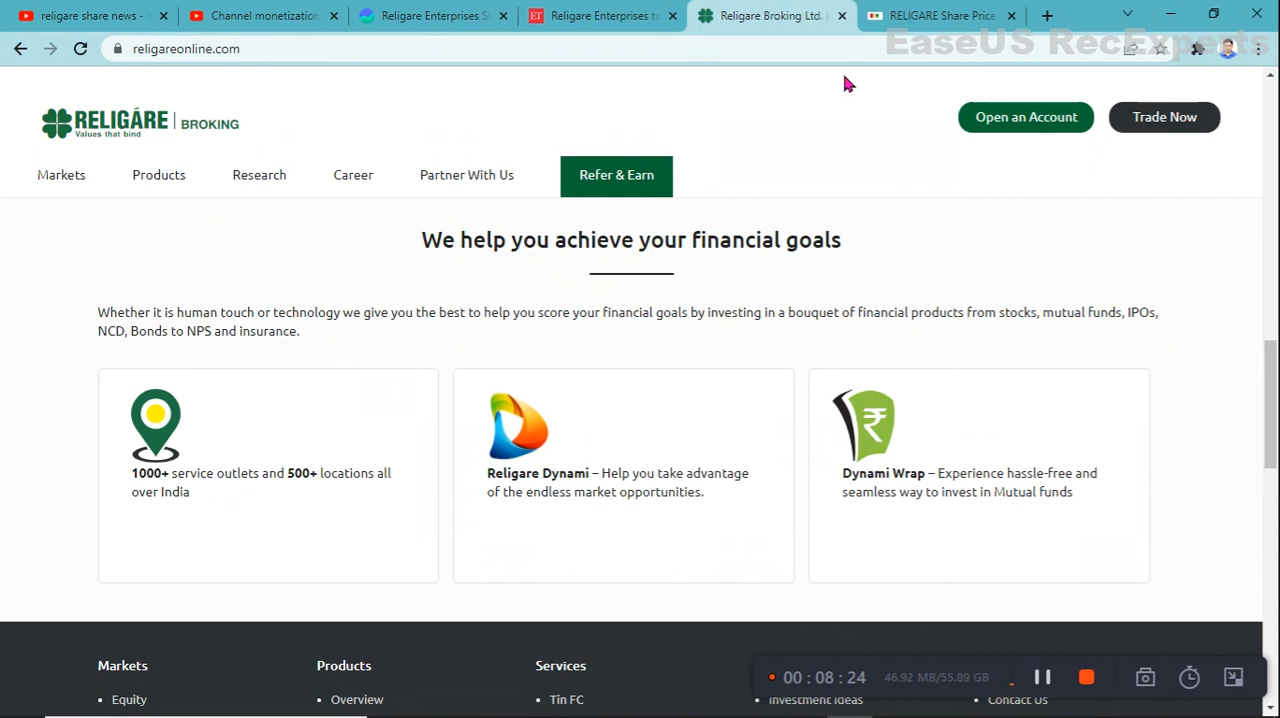 religare share news -
Channel monetization
Religare Enterprises S
ET
Religare Enterprises to
Religare Broking Ltd. |
RELIGARE Share Price
religareonline.com
EaseUS RecExperts
RELIGARE | BROKING
Values that bind
Open an Account
Trade Now
Markets
Products
Research
Career
Partner With Us
Refer & Earn
We help you achieve your financial goals
Whether it is human touch or technology we give you the best to help you score your financial goals by investing in a bouquet of financial products from stocks, mutual funds, IPOs,
NCD, Bonds to NPS and insurance.
1000+ service outlets and 500+ locations all
over India
Religare Dynami – Help you take advantage
of the endless market opportunities.
₹
Dynami Wrap – Experience hassle-free and
seamless way to invest in Mutual funds
Markets
Products
Services
• Equity
• Overview
• Tin FC
Investment Ideas
Contact Us
00:08:24
46.92 MB/55.89 GB